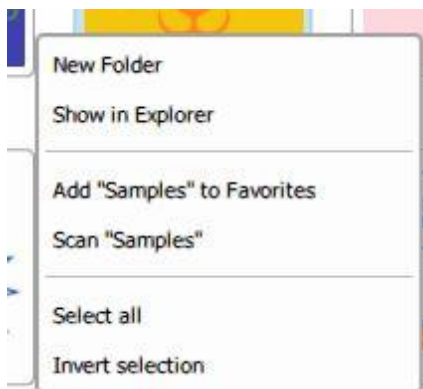 New Folder
Show in Explorer
Add "Samples" to Favorites
Scan "Samples"
Select all
Invert selection